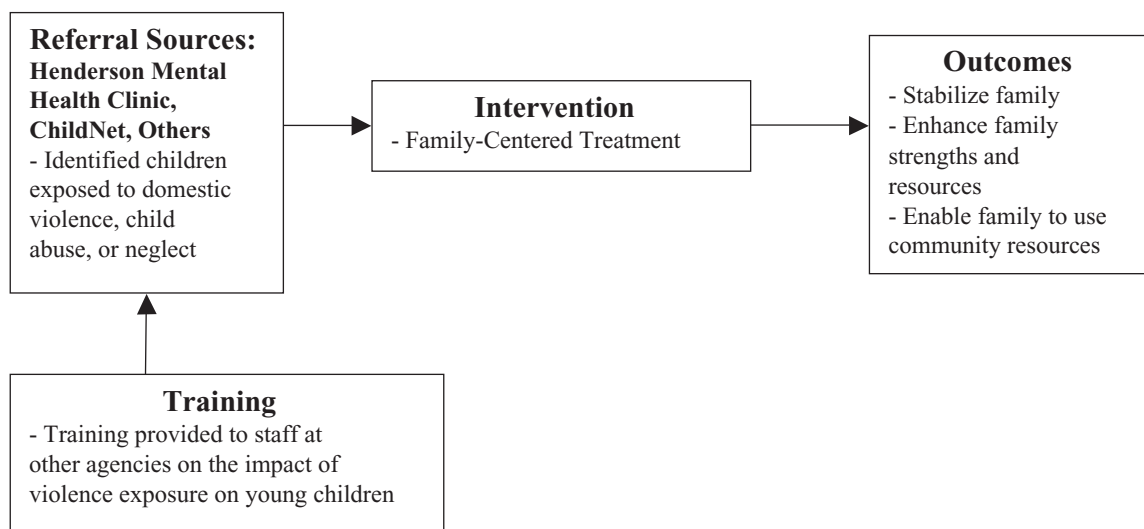 Referral Sources:
Henderson Mental
Health Clinic,
ChildNet, Others
- Identified children
exposed to domestic
violence, child
abuse, or neglect
Intervention
- Family-Centered Treatment
Outcomes
- Stabilize family
- Enhance family
strengths and
resources
- Enable family to use
community resources
Training
- Training provided to staff at
other agencies on the impact of
violence exposure on young children